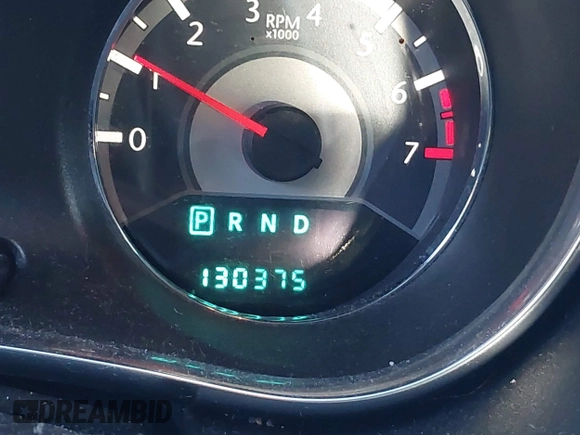 0 1 2 3 4 5 6 7
RPM
x1000
P R N D
130375
DREAMBID